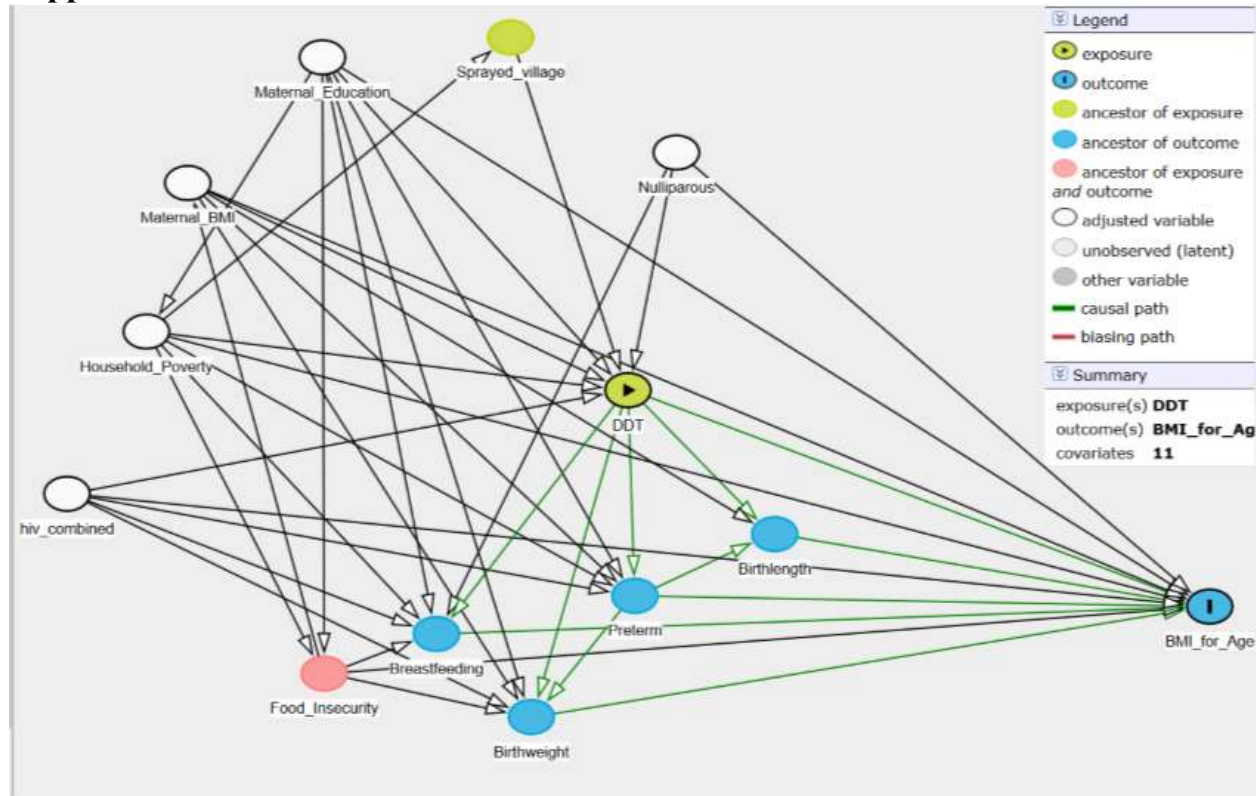 Legend
exposure
outcome
ancestor of exposure
ancestor of outcome
ancestor of exposure
and outcome
adjusted variable
unobserved (latent)
other variable
causal path
biasing path
Summary
exposure(s) DDT
outcome(s) BMI_for_Ag
covariates 11
Sprayed_village
Maternal_Education
Nulliparous
Maternal_BMI
Household_Poverty
DDT
hiv_combined
Birthlength
Preterm
BMI_for_Age
Breastfeeding
Food_Insecurity
Birthweight